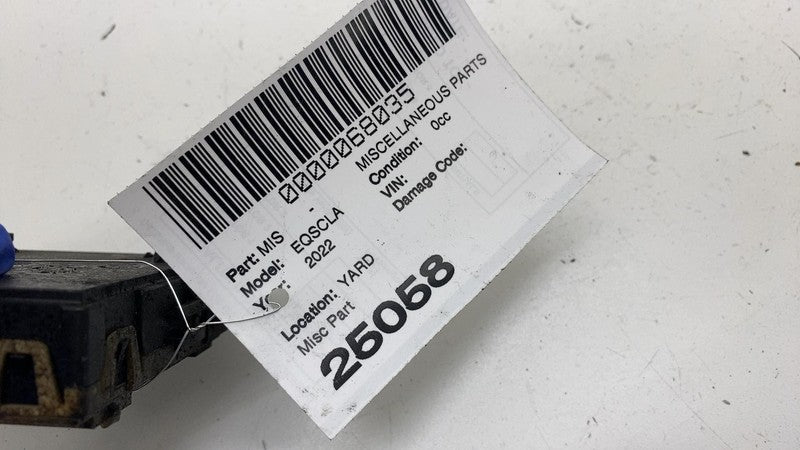 0000068035
Part: MIS - MISCELLANEOUS PARTS
Model: EQSCLA Condition: 0cc
Year: 2022 VIN:
Damage Code:
Location: YARD
Misc Part
25058